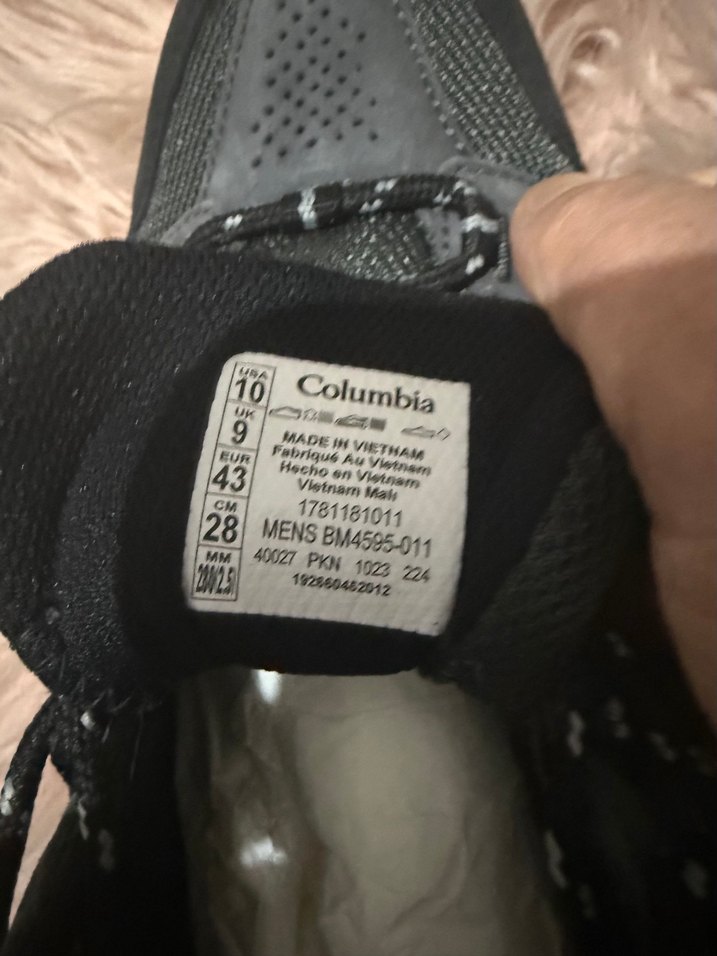 USA
10
UK
9
EUR
43
CM
28
MM
280/2.5
Columbia
MADE IN VIETNAM
Fabriqué Au Vietnam
Hecho en Vietnam
Vietnam Malı
1781181011
MENS BM4595-011
40027 PKN 1023 224
192660462012